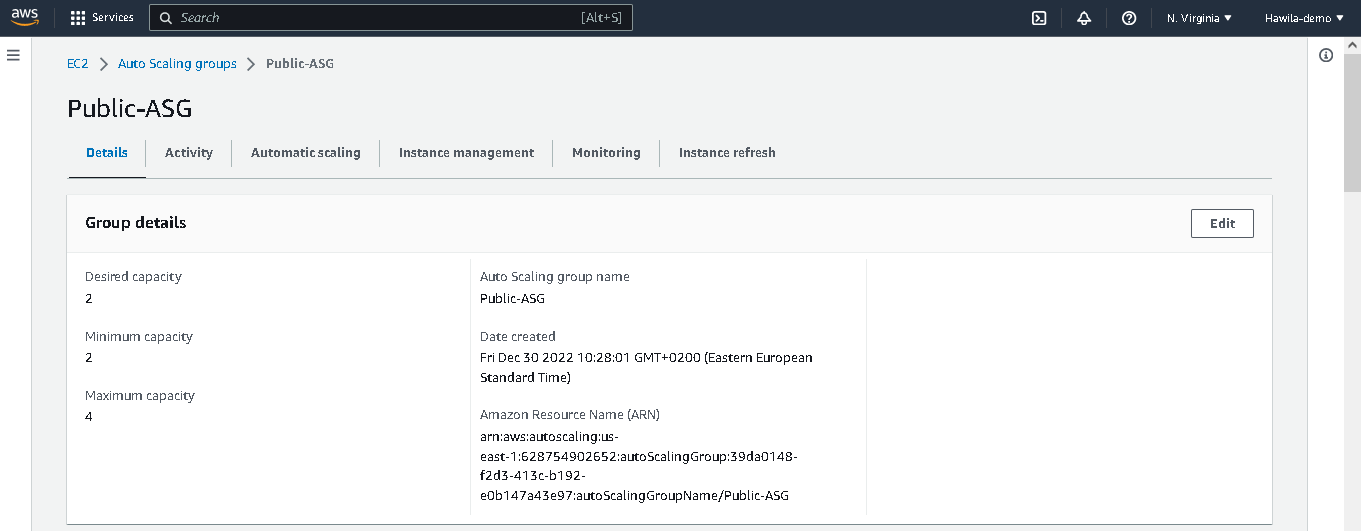 aws
Services
Search
[Alt+S]
N. Virginia
Hawila-demo
EC2
Auto Scaling groups
Public-ASG
Public-ASG
Details
Activity
Automatic scaling
Instance management
Monitoring
Instance refresh
Group details
Edit
Desired capacity
2
Minimum capacity
2
Maximum capacity
4
Auto Scaling group name
Public-ASG
Date created
Fri Dec 30 2022 10:28:01 GMT+0200 (Eastern European
Standard Time)
Amazon Resource Name (ARN)
arn:aws:autoscaling:us-
east-1:628754902652:autoScalingGroup:39da0148-
f2d3-413c-b192-
e0b147a43e97:autoScalingGroupName/Public-ASG